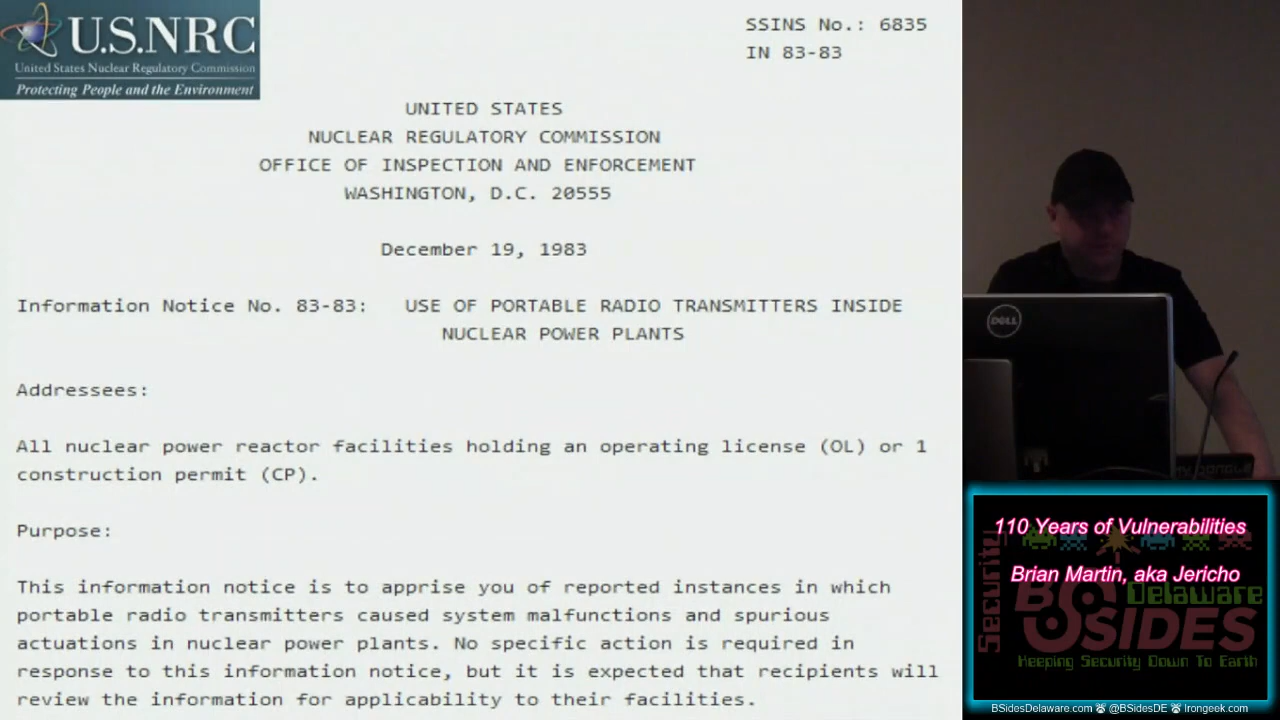 U.S.NRC
United States Nuclear Regulatory Commission
Protecting People and the Environment
SSINS No.: 6835
IN 83-83
UNITED STATES
NUCLEAR REGULATORY COMMISSION
OFFICE OF INSPECTION AND ENFORCEMENT
WASHINGTON, D.C. 20555
December 19, 1983
Information Notice No. 83-83: USE OF PORTABLE RADIO TRANSMITTERS INSIDE
NUCLEAR POWER PLANTS
Addressees:
All nuclear power reactor facilities holding an operating license (OL) or 1
construction permit (CP).
Purpose:
This information notice is to apprise you of reported instances in which
portable radio transmitters caused system malfunctions and spurious
actuations in nuclear power plants. No specific action is required in
response to this information notice, but it is expected that recipients will
review the information for applicability to their facilities.
DELL
MY DONGLE
110 Years of Vulnerabilities
Brian Martin, aka Jericho
Security
BSIDES
Delaware
Keeping Security Down To Earth
BSidesDelaware.com @BSidesDE Irongeek.com